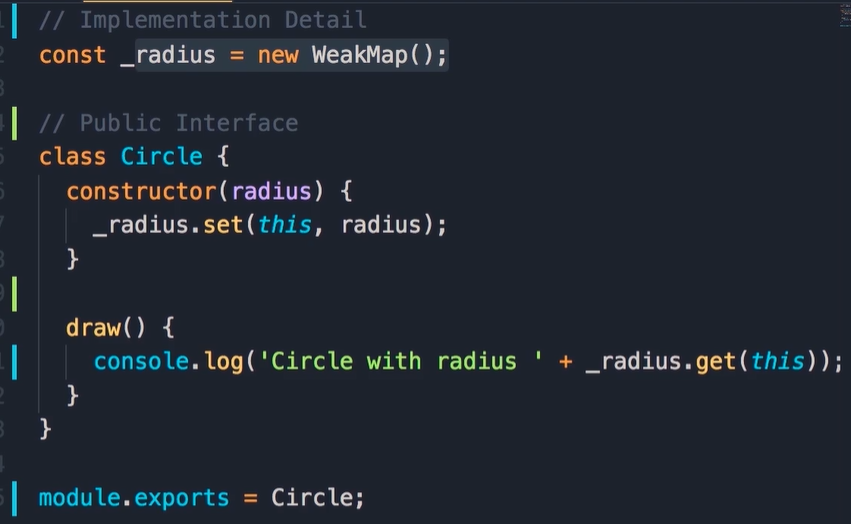 // Implementation Detail
const _radius = new WeakMap();
// Public Interface
class Circle {
constructor(radius) {
_radius.set(this, radius);
}
draw() {
console.log('Circle with radius ' + _radius.get(this));
}
}
module.exports = Circle;